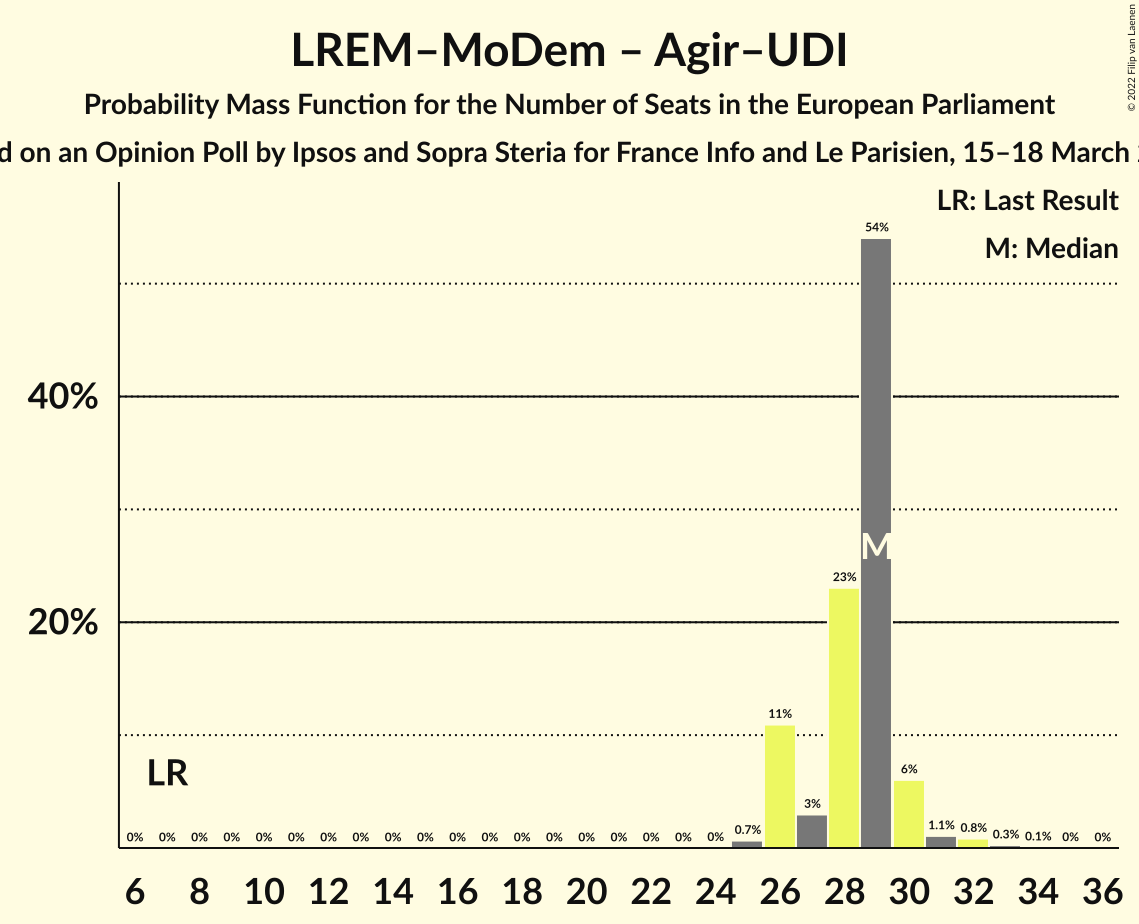 LREM–MoDem – Agir–UDI
Probability Mass Function for the Number of Seats in the European Parliament
on an Opinion Poll by Ipsos and Sopra Steria for France Info and Le Parisien, 15–18 March
© 2022 Filip van Laenen
LR: Last Result
M: Median
40%
20%
LR
M
0% 0% 0% 0% 0% 0% 0% 0% 0% 0% 0% 0% 0% 0% 0% 0% 0% 0% 0% 0.7% 11% 3% 23% 54% 6% 1.1% 0.8% 0.3% 0.1% 0% 0%
6 8 10 12 14 16 18 20 22 24 26 28 30 32 34 36